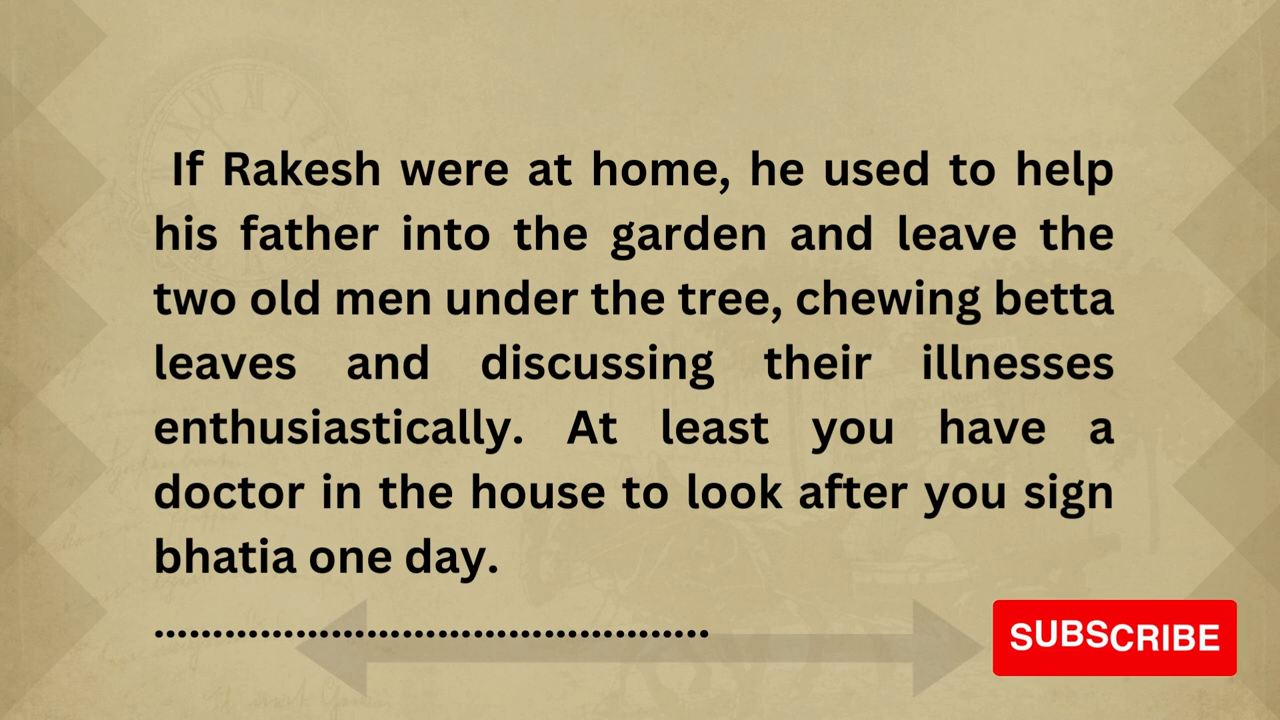 If Rakesh were at home, he used to help
his father into the garden and leave the
two old men under the tree, chewing betta
leaves and discussing their illnesses
enthusiastically. At least you have a
doctor in the house to look after you sign
bhatia one day.
...............................................
SUBSCRIBE